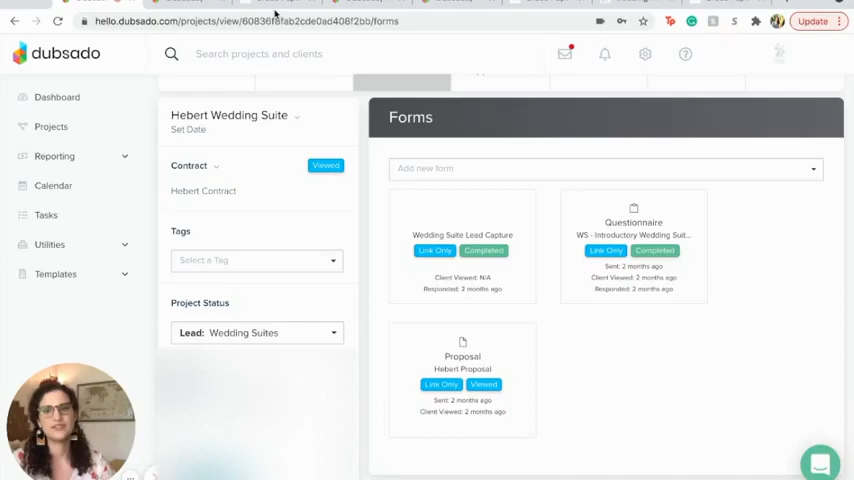 hello.dubsado.com/projects/view/60836f8fab2cde0ad408f2bb/forms
Update
dubsado
Search projects and clients
Dashboard
Projects
Reporting
Calendar
Tasks
Utilities
Templates
Hebert Wedding Suite
Set Date
Contract
Viewed
Hebert Contract
Tags
Select a Tag
Project Status
Lead: Wedding Suites
Forms
Add new form
Wedding Suite Lead Capture
Link Only Completed
Client Viewed: N/A
Responded: 2 months ago
Questionnaire
WS - Introductory Wedding Suit...
Link Only Completed
Sent: 2 months ago
Client Viewed: 2 months ago
Responded: 2 months ago
Proposal
Hebert Proposal
Link Only Viewed
Sent: 2 months ago
Client Viewed: 2 months ago